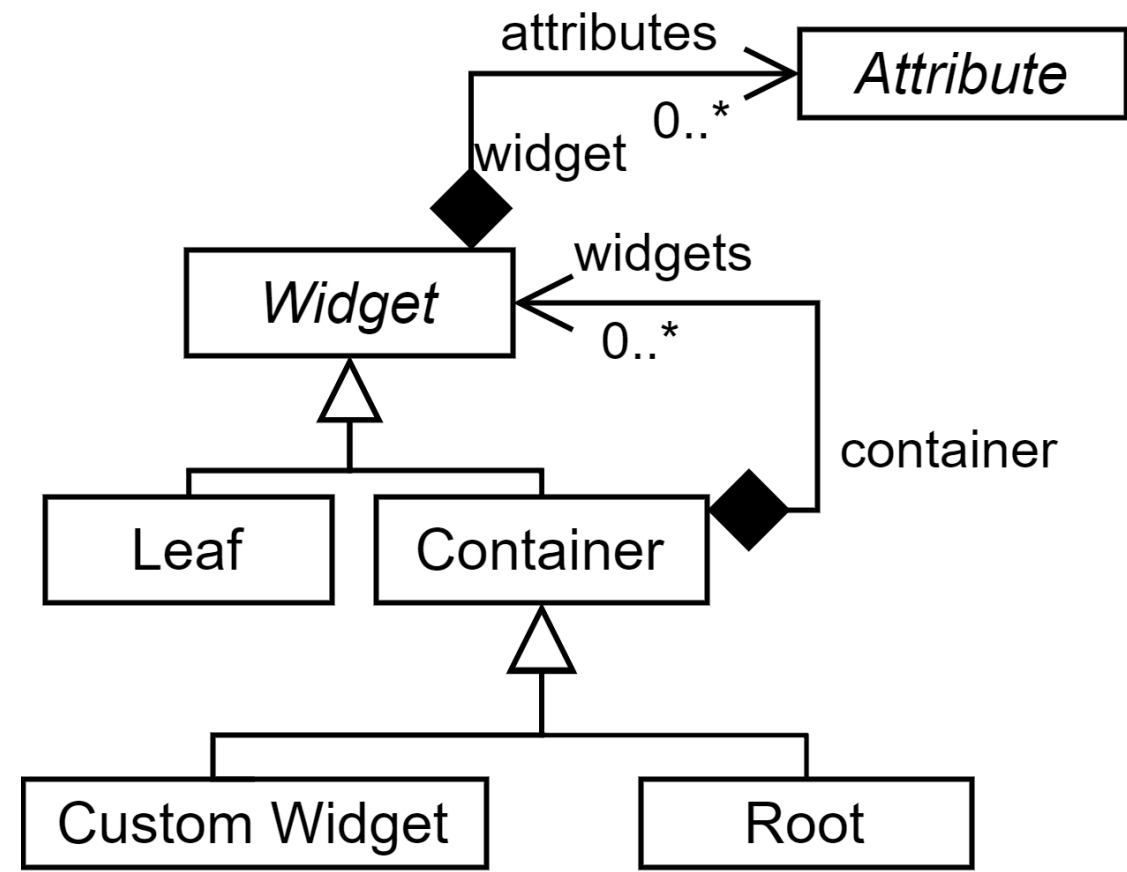 attributes
Attribute
0..*
widget
widgets
Widget
0..*
container
Leaf
Container
Custom Widget
Root